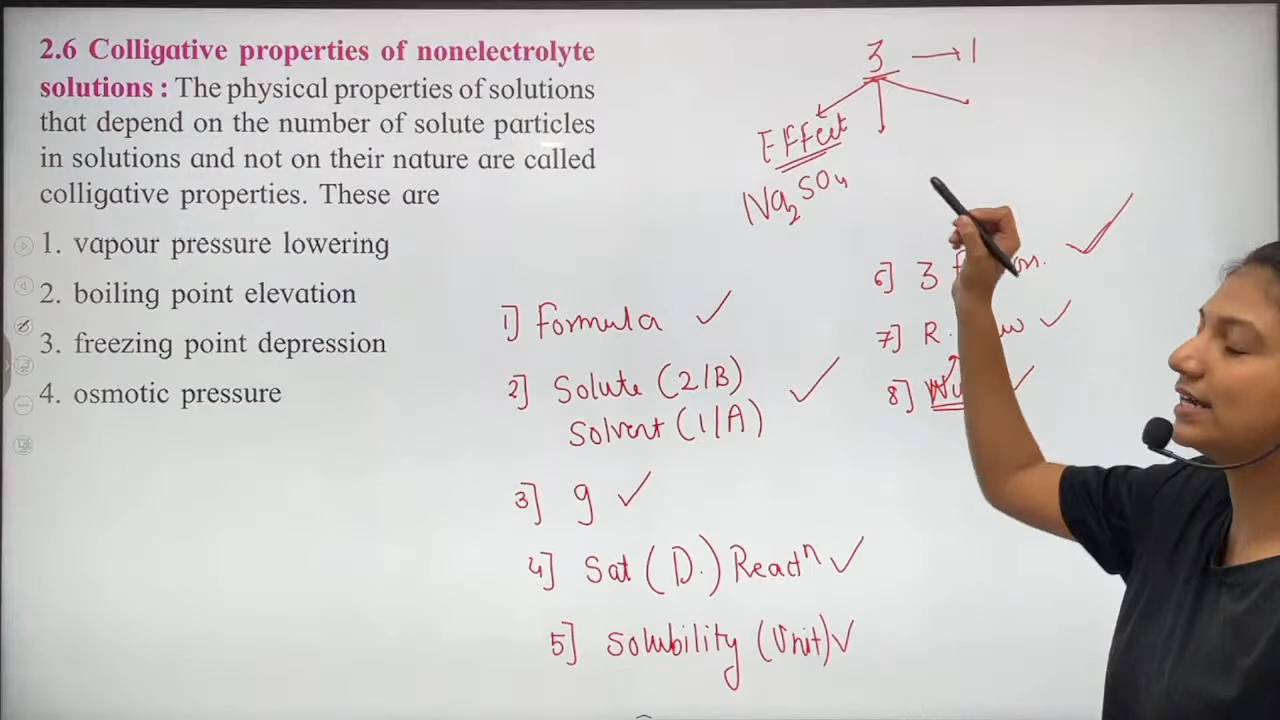 2.6 Colligative properties of nonelectrolyte
solutions : The physical properties of solutions
that depend on the number of solute particles
in solutions and not on their nature are called
colligative properties. These are
1. vapour pressure lowering
2. boiling point elevation
3. freezing point depression
4. osmotic pressure
3 → 1
Effect
Na₂SO₄
1] Formula ✓
2] Solute (2/B) ✓
Solvent (1/A)
3] g ✓
4] Sat (D.) Reactⁿ ✓
5] Solubility (Unit) ✓
6] 3 ✓
7] R. ✓
8] ✓